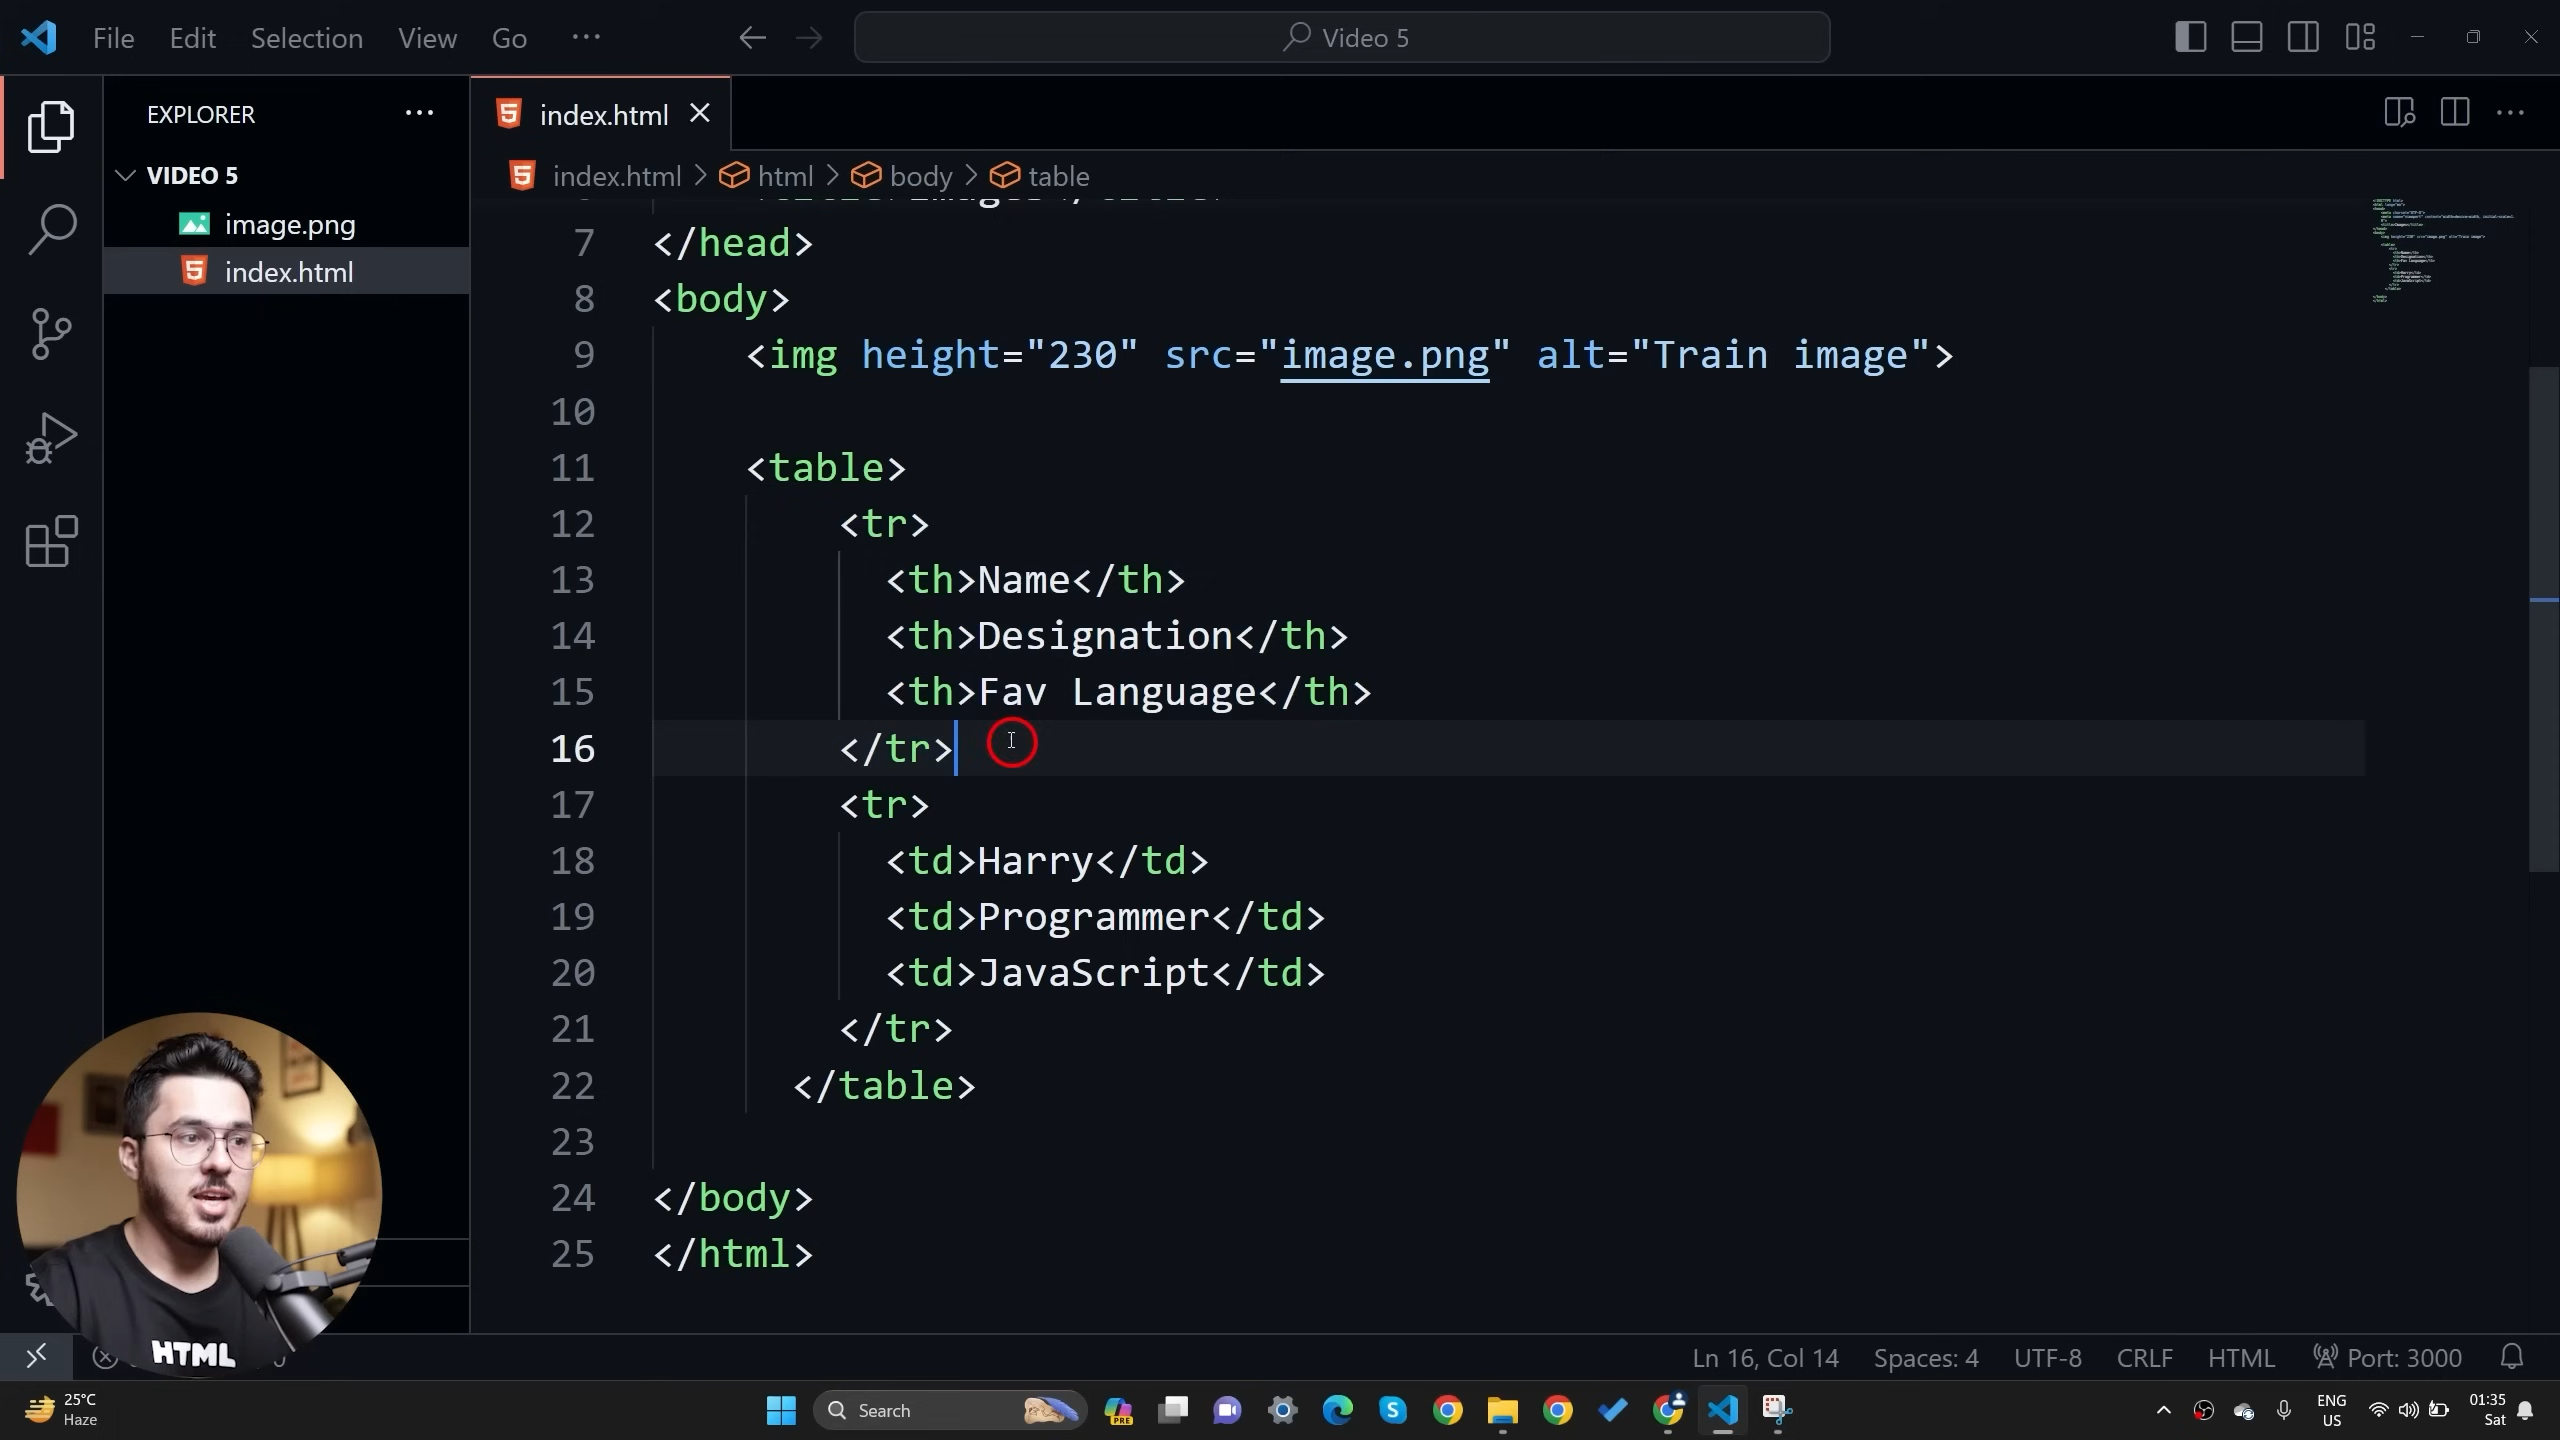 File Edit Selection View Go ··· Video 5
EXPLORER ···
VIDEO 5
image.png
index.html
index.html
index.html > html > body > table
7 </head>
8 <body>
9 <img height="230" src="image.png" alt="Train image">
10
11 <table>
12 <tr>
13 <th>Name</th>
14 <th>Designation</th>
15 <th>Fav Language</th>
16 </tr>
17 <tr>
18 <td>Harry</td>
19 <td>Programmer</td>
20 <td>JavaScript</td>
21 </tr>
22 </table>
23
24 </body>
25 </html>
HTML
Ln 16, Col 14 Spaces: 4 UTF-8 CRLF HTML Port: 3000
25°C
Haze
Search
PRE
ENG
US
01:35
Sat